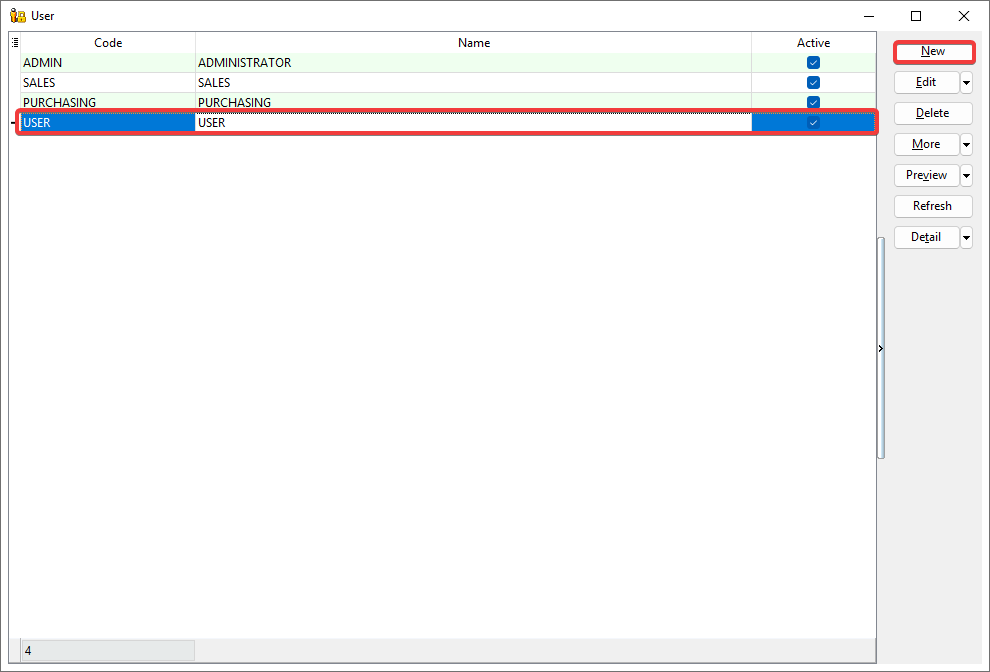 User
Code Name Active
ADMIN ADMINISTRATOR
SALES SALES
PURCHASING PURCHASING
USER USER
4
New
Edit
Delete
More
Preview
Refresh
Detail